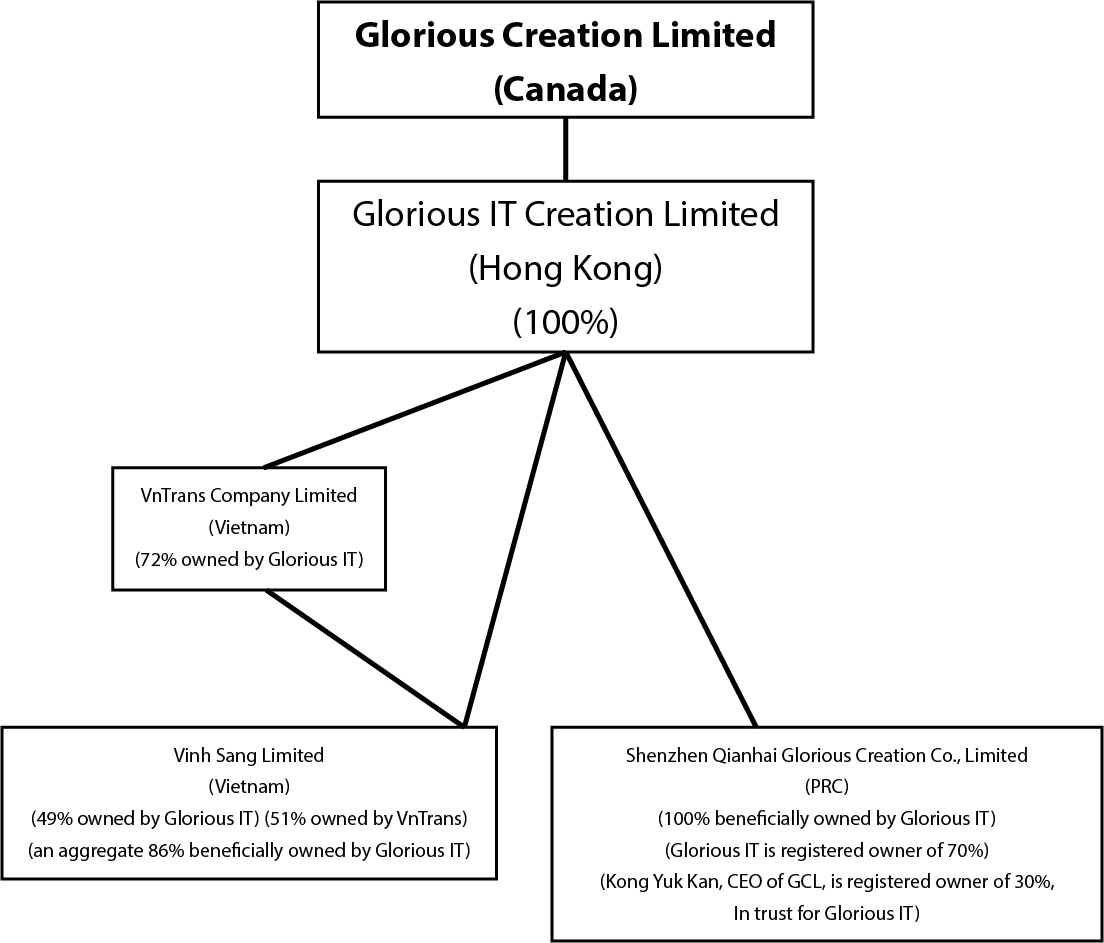 Glorious Creation Limited
(Canada)
Glorious IT Creation Limited
(Hong Kong)
(100%)
VnTrans Company Limited
(Vietnam)
(72% owned by Glorious IT)
Vinh Sang Limited
(Vietnam)
(49% owned by Glorious IT) (51% owned by VnTrans)
(an aggregate 86% beneficially owned by Glorious IT)
Shenzhen Qianhai Glorious Creation Co., Limited
(PRC)
(100% beneficially owned by Glorious IT)
(Glorious IT is registered owner of 70%)
(Kong Yuk Kan, CEO of GCL, is registered owner of 30%,
In trust for Glorious IT)